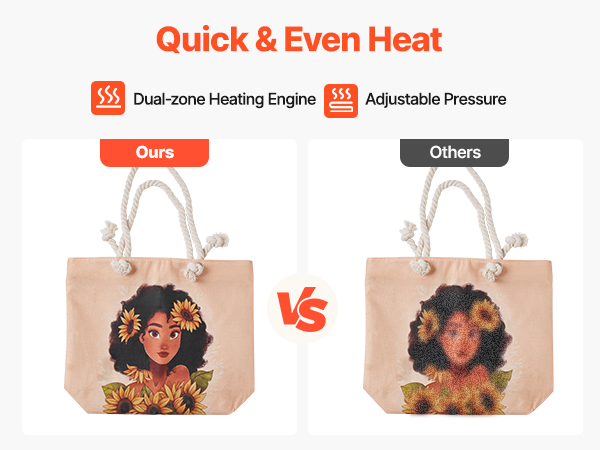 Quick & Even Heat
Dual-zone Heating Engine
Adjustable Pressure
Ours
Others
VS